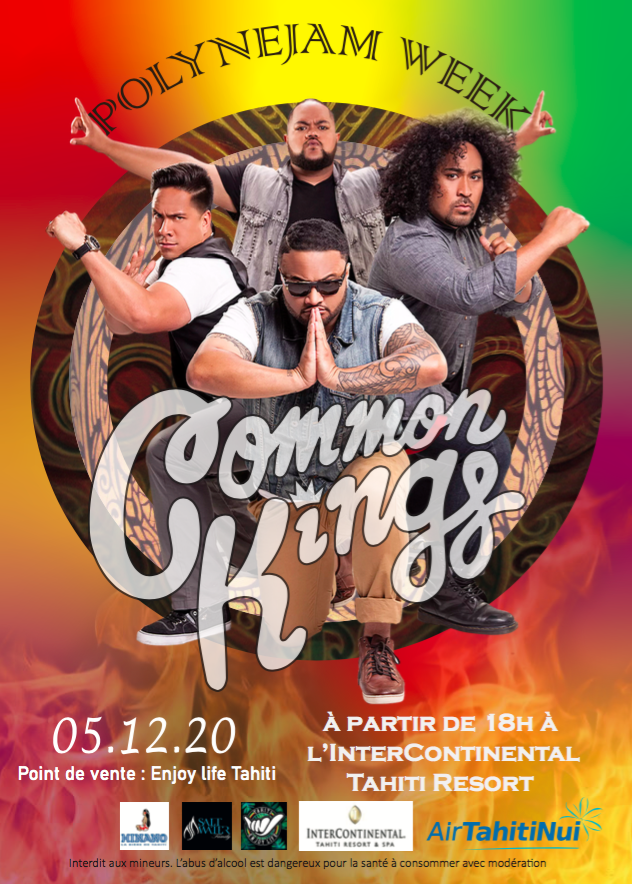 POLYNEJAM WEEK
Common
Kings
05.12.20
Point de vente : Enjoy life Tahiti
À PARTIR DE 18H À
L'INTERCONTINENTAL
TAHITI RESORT
HINANO
INTERCONTINENTAL
TAHITI RESORT & SPA
AirTahitiNui
Interdit aux mineurs. L'abus d'alcool est dangereux pour la santé à consommer avec modération